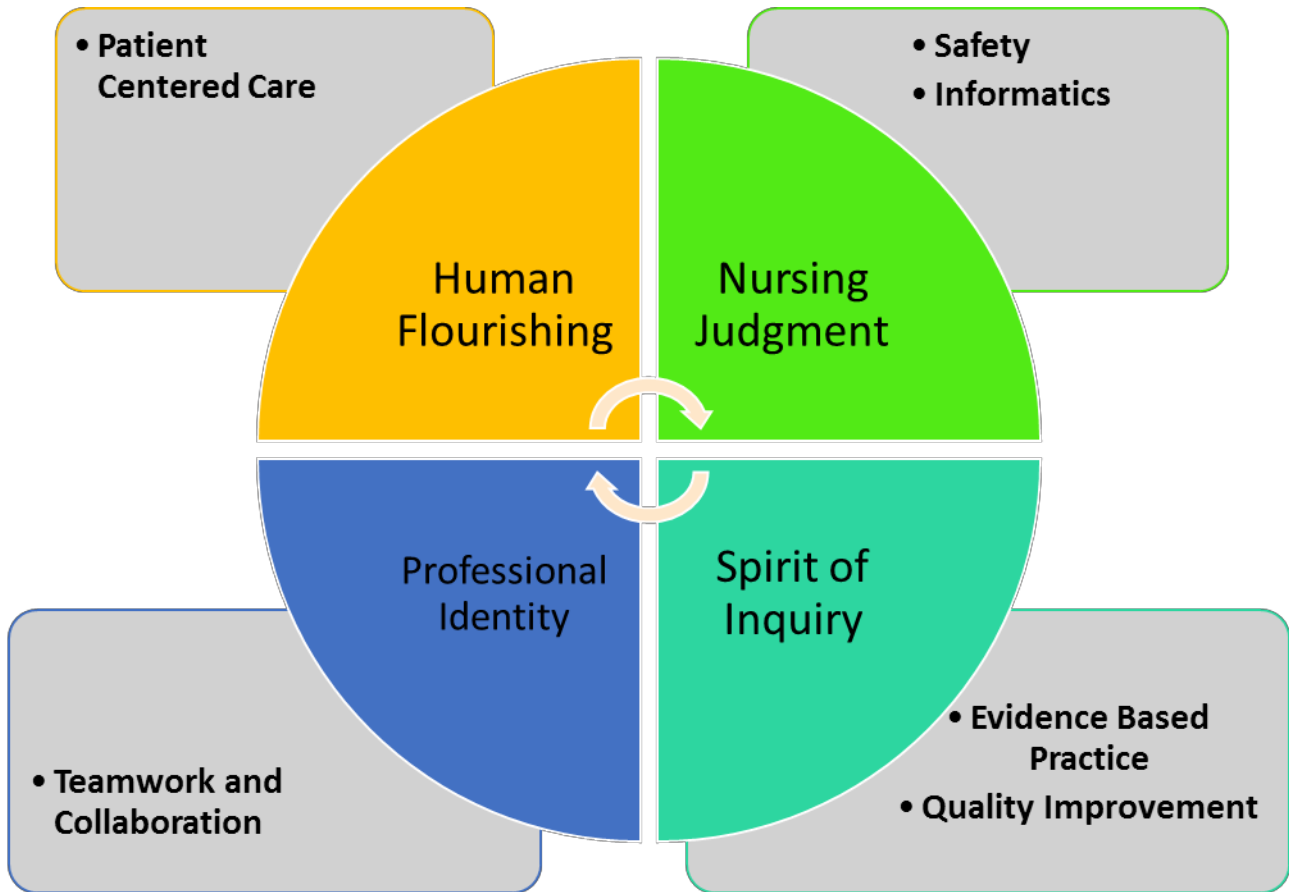 • Patient
Centered Care
• Safety
• Informatics
Human
Flourishing
Nursing
Judgment
Professional
Identity
Spirit of
Inquiry
• Teamwork and
Collaboration
• Evidence Based
Practice
• Quality Improvement